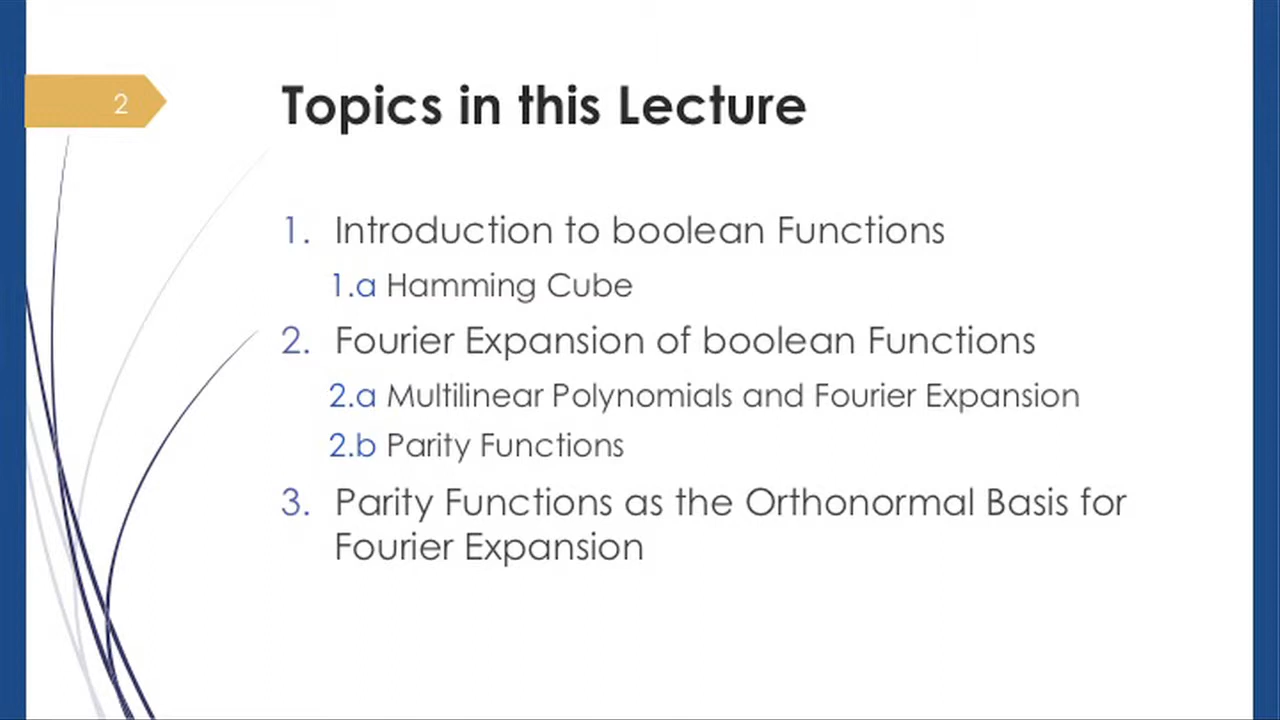 2
Topics in this Lecture
1. Introduction to boolean Functions
1.a Hamming Cube
2. Fourier Expansion of boolean Functions
2.a Multilinear Polynomials and Fourier Expansion
2.b Parity Functions
3. Parity Functions as the Orthonormal Basis for
Fourier Expansion